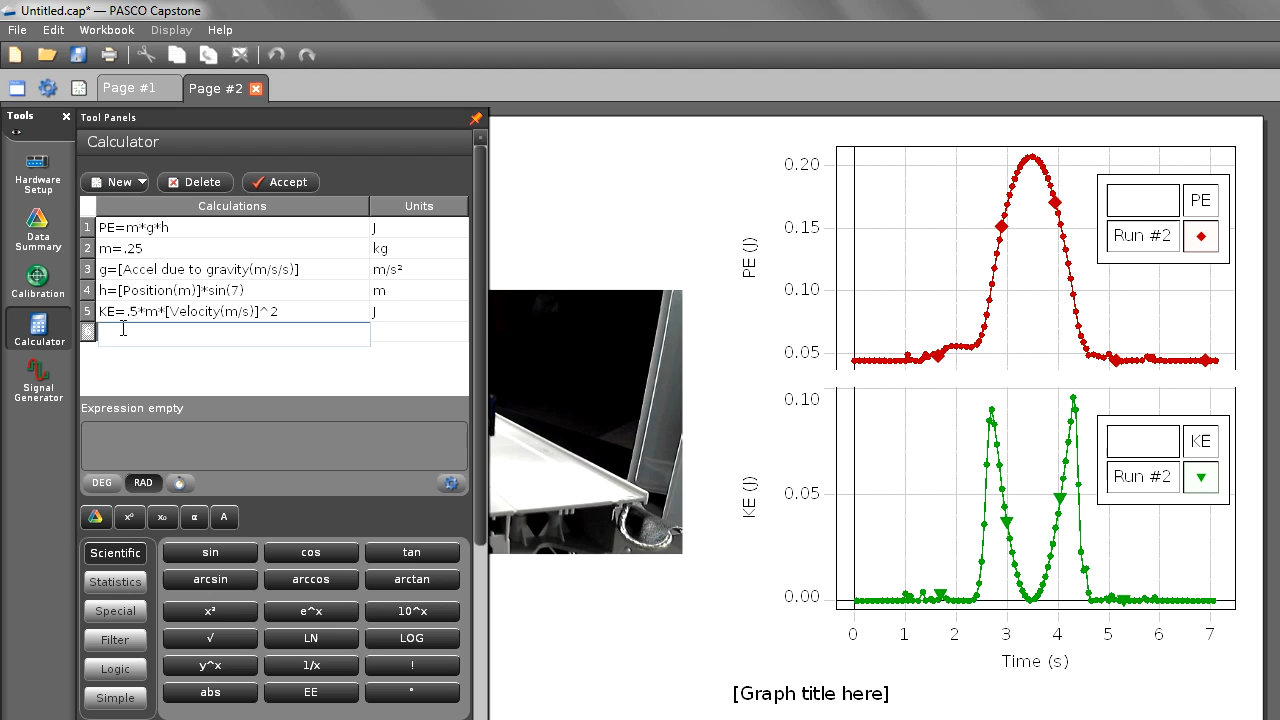 Untitled.cap* — PASCO Capstone
File Edit Workbook Display Help
Page #1 Page #2
Tools
Hardware Setup
Data Summary
Calibration
Calculator
Signal Generator
Tool Panels
Calculator
New Delete Accept
Calculations Units
1 PE=m*g*h J
2 m=.25 kg
3 g=[Accel due to gravity(m/s/s)] m/s²
4 h=[Position(m)]*sin(7) m
5 KE=.5*m*[Velocity(m/s)]^2 J
6
Expression empty
DEG RAD
x⁰ x₀ α A
Scientific sin cos tan
Statistics arcsin arccos arctan
Special x² e^x 10^x
Filter √ LN LOG
Logic y^x 1/x !
Simple abs EE °
PE (J)
0.20
0.15
0.10
0.05
PE
Run #2
KE (J)
0.10
0.05
0.00
KE
Run #2
0 1 2 3 4 5 6 7
Time (s)
[Graph title here]